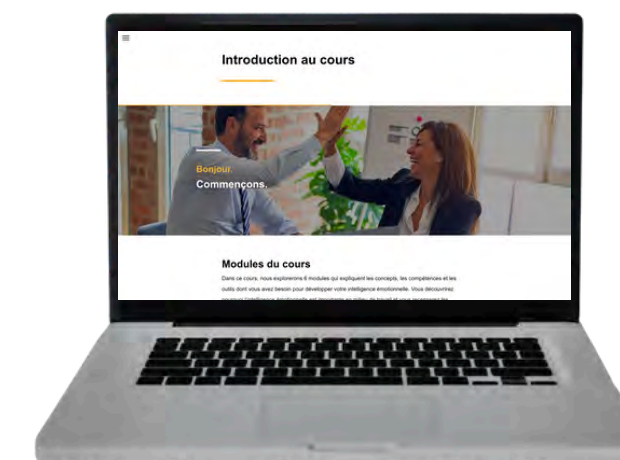 Introduction au cours
Bonjour.
Commençons.
Modules du cours
Dans ce cours, nous explorerons 6 modules qui expliquent les concepts, les compétences et les
outils dont vous avez besoin pour développer votre intelligence émotionnelle. Vous découvrirez